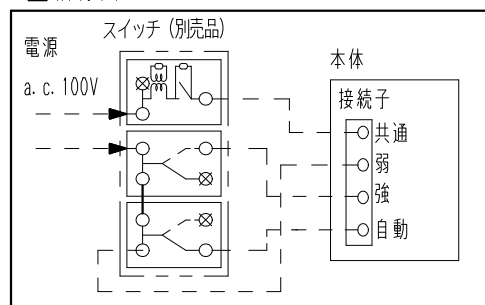 スイッチ (別売品)
電源
a.c. 100V
本体
接続子
共通
弱
強
自動